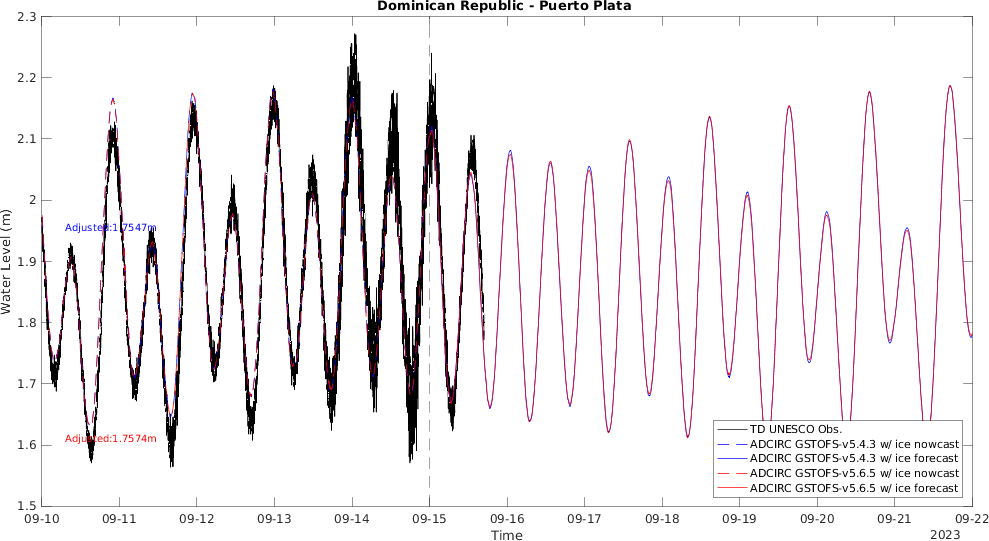 Dominican Republic - Puerto Plata
2.3
2.2
2.1
2
1.9
1.8
1.7
1.6
1.5
Water Level (m)
Adjusted:1.7547m
Adjusted:1.7574m
TD UNESCO Obs.
ADCIRC GSTOFS-v5.4.3 w/ ice nowcast
ADCIRC GSTOFS-v5.4.3 w/ ice forecast
ADCIRC GSTOFS-v5.6.5 w/ ice nowcast
ADCIRC GSTOFS-v5.6.5 w/ ice forecast
09-10 09-11 09-12 09-13 09-14 09-15 09-16 09-17 09-18 09-19 09-20 09-21 09-22
Time
2023